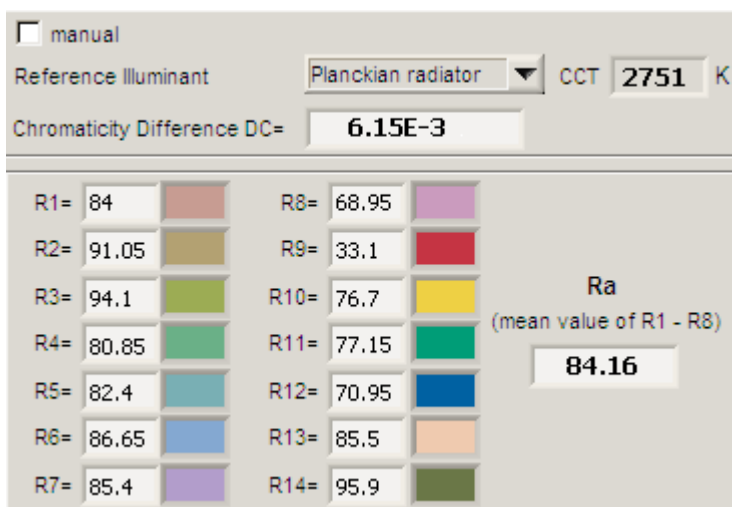 manual
Reference Illuminant Planckian radiator CCT 2751 K
Chromaticity Difference DC= 6.15E-3
R1= 84 R8= 68.95
R2= 91.05 R9= 33.1
R3= 94.1 R10= 76.7
R4= 80.85 R11= 77.15
R5= 82.4 R12= 70.95
R6= 86.65 R13= 85.5
R7= 85.4 R14= 95.9
Ra
(mean value of R1 - R8)
84.16